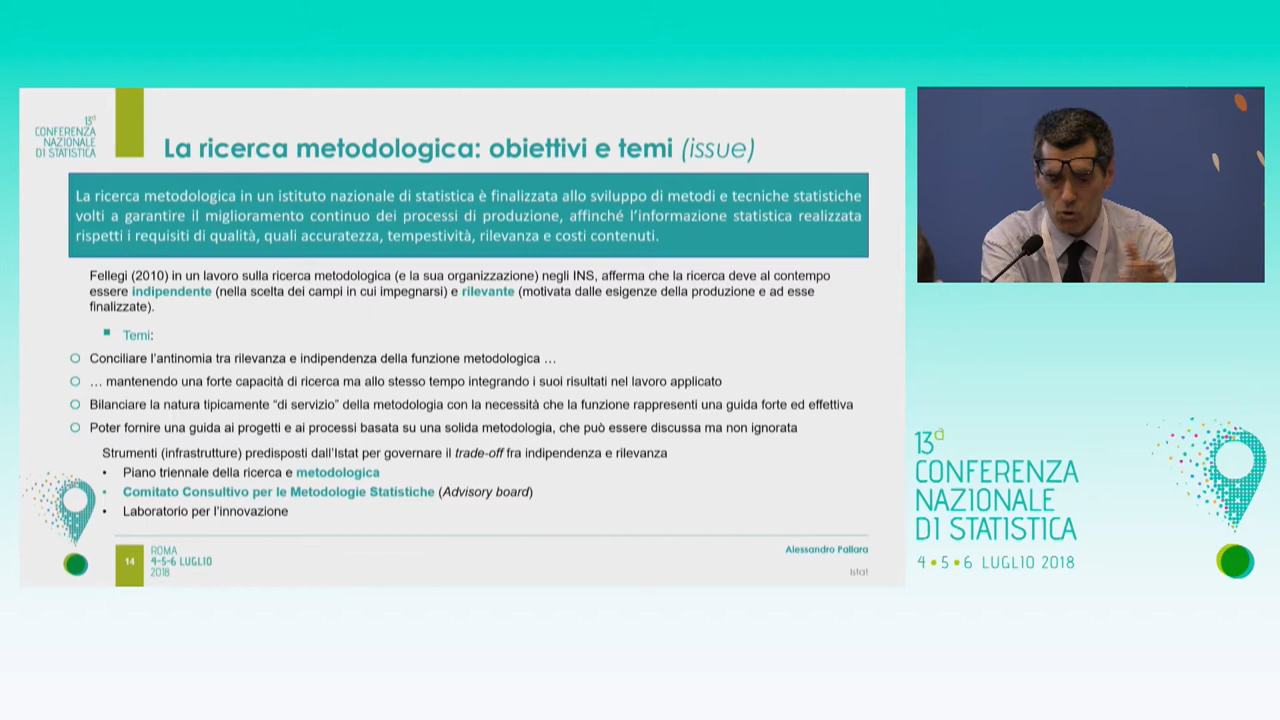 13a
CONFERENZA
NAZIONALE
DI STATISTICA
La ricerca metodologica: obiettivi e temi (issue)
La ricerca metodologica in un istituto nazionale di statistica è finalizzata allo sviluppo di metodi e tecniche statistiche
volti a garantire il miglioramento continuo dei processi di produzione, affinché l'informazione statistica realizzata
rispetti i requisiti di qualità, quali accuratezza, tempestività, rilevanza e costi contenuti.
Fellegi (2010) in un lavoro sulla ricerca metodologica (e la sua organizzazione) negli INS, afferma che la ricerca deve al contempo
essere indipendente (nella scelta dei campi in cui impegnarsi) e rilevante (motivata dalle esigenze della produzione e ad esse
finalizzate).
Temi:
Conciliare l'antinomia tra rilevanza e indipendenza della funzione metodologica …
… mantenendo una forte capacità di ricerca ma allo stesso tempo integrando i suoi risultati nel lavoro applicato
Bilanciare la natura tipicamente "di servizio" della metodologia con la necessità che la funzione rappresenti una guida forte ed effettiva
Poter fornire una guida ai progetti e ai processi basata su una solida metodologia, che può essere discussa ma non ignorata
Strumenti (infrastrutture) predisposti dall'Istat per governare il trade-off fra indipendenza e rilevanza
• Piano triennale della ricerca e metodologica
• Comitato Consultivo per le Metodologie Statistiche (Advisory board)
• Laboratorio per l'innovazione
14
ROMA
4-5-6 LUGLIO
2018
Alessandro Pallara
Istat
13a
CONFERENZA
NAZIONALE
DI STATISTICA
4•5•6 LUGLIO 2018